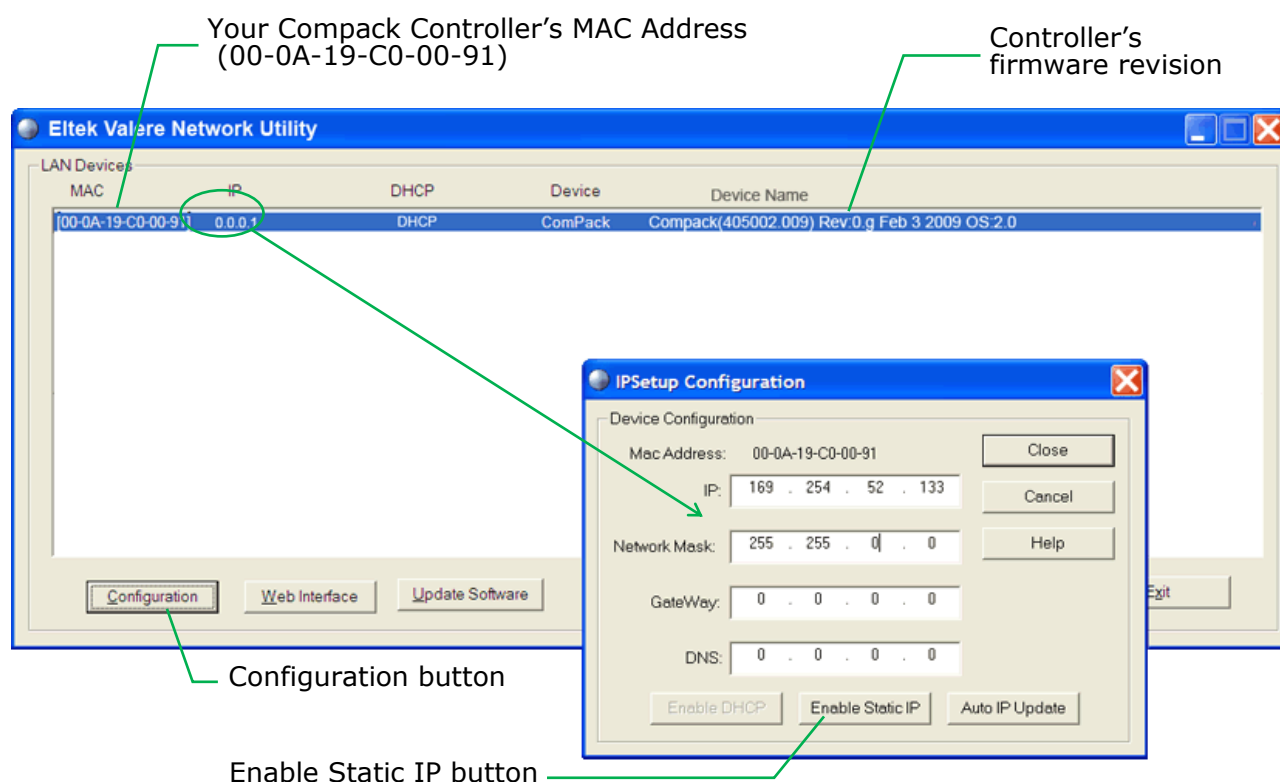 Your Compack Controller's MAC Address
(00-0A-19-C0-00-91)
Controller's
firmware revision
Eltek Valere Network Utility
LAN Devices
MAC IP DHCP Device Device Name
[00-0A-19-C0-00-91] 0.0.0.1 DHCP ComPack Compack(405002.009) Rev:0.g Feb 3 2009 OS:2.0
IPSetup Configuration
Device Configuration
Mac Address: 00-0A-19-C0-00-91
Close
IP: 169 . 254 . 52 . 133
Cancel
Network Mask: 255 . 255 . 0 . 0
Help
GateWay: 0 . 0 . 0 . 0
DNS: 0 . 0 . 0 . 0
Enable DHCP Enable Static IP Auto IP Update
Configuration Web Interface Update Software Exit
Configuration button
Enable Static IP button